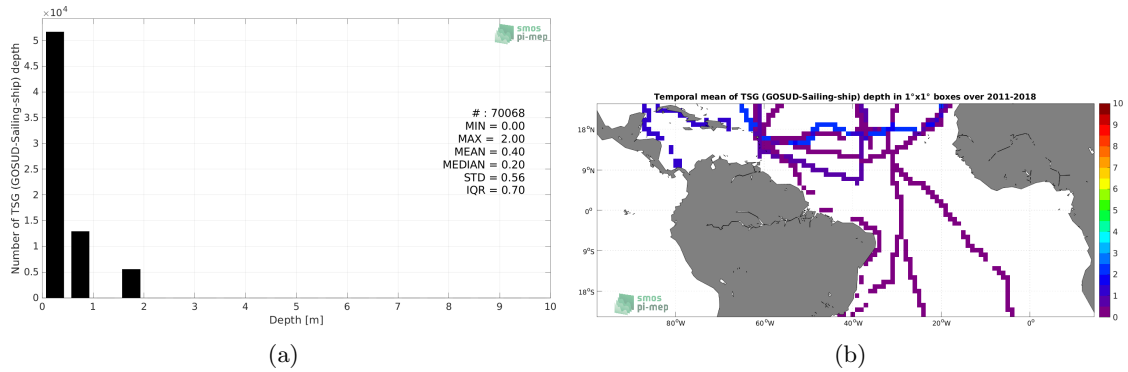 ×10⁴
5
4.5
4
3.5
3
2.5
2
1.5
1
0.5
0
Number of TSG (GOSUD-Sailing-ship) depth
0 1 2 3 4 5 6 7 8 9 10
Depth [m]
smos
pi-mep
# : 70068
MIN = 0.00
MAX = 2.00
MEAN = 0.40
MEDIAN = 0.20
STD = 0.56
IQR = 0.70
(a)
Temporal mean of TSG (GOSUD-Sailing-ship) depth in 1°x1° boxes over 2011-2018
18°N
9°N
0°
9°S
18°S
80°W 60°W 40°W 20°W 0°
smos
pi-mep
10
9
8
7
6
5
4
3
2
1
0
(b)